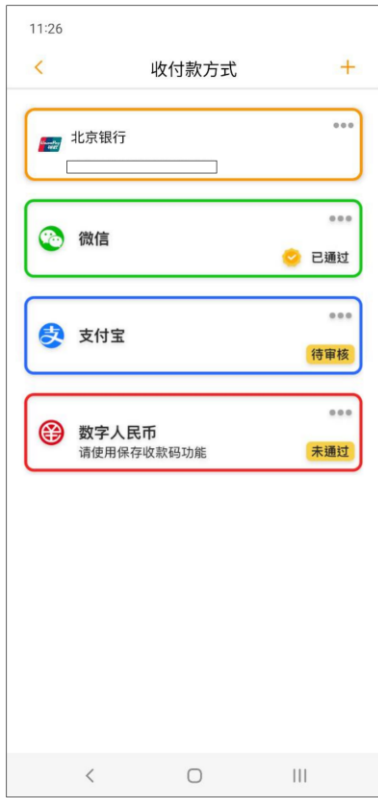 11:26
收付款方式
北京银行
微信
已通过
支付宝
待审核
数字人民币
请使用保存收款码功能
未通过